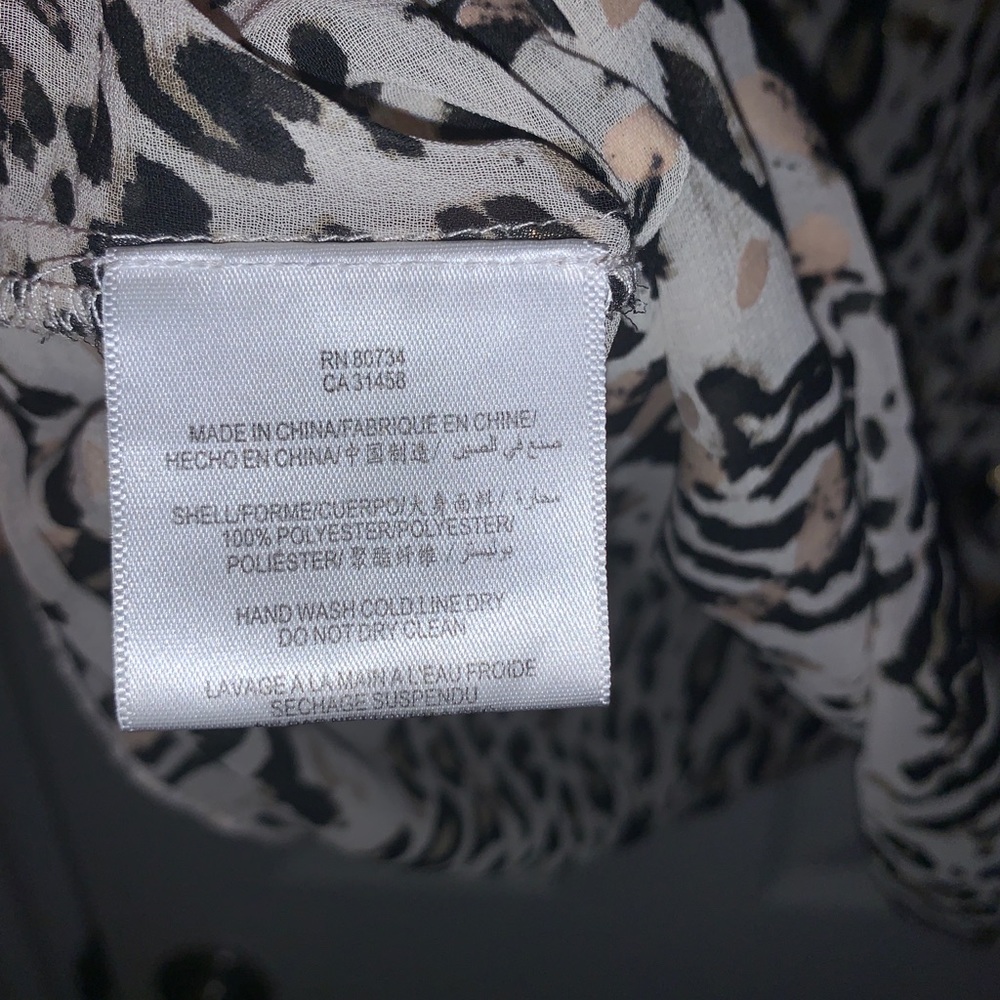 RN 80734
CA 31458
MADE IN CHINA/FABRIQUÉ EN CHINE/
HECHO EN CHINA/中国制造/ صنع في الصين
SHELL/FORME/CUERPO/大身面料/
100% POLYESTER/POLYESTER/
POLIÉSTER/ 聚酯纤维 / بوليستر
HAND WASH COLD.LINE DRY
DO NOT DRY CLEAN
LAVAGE À LA MAIN À L'EAU FROIDE
SECHAGE SUSPENDU